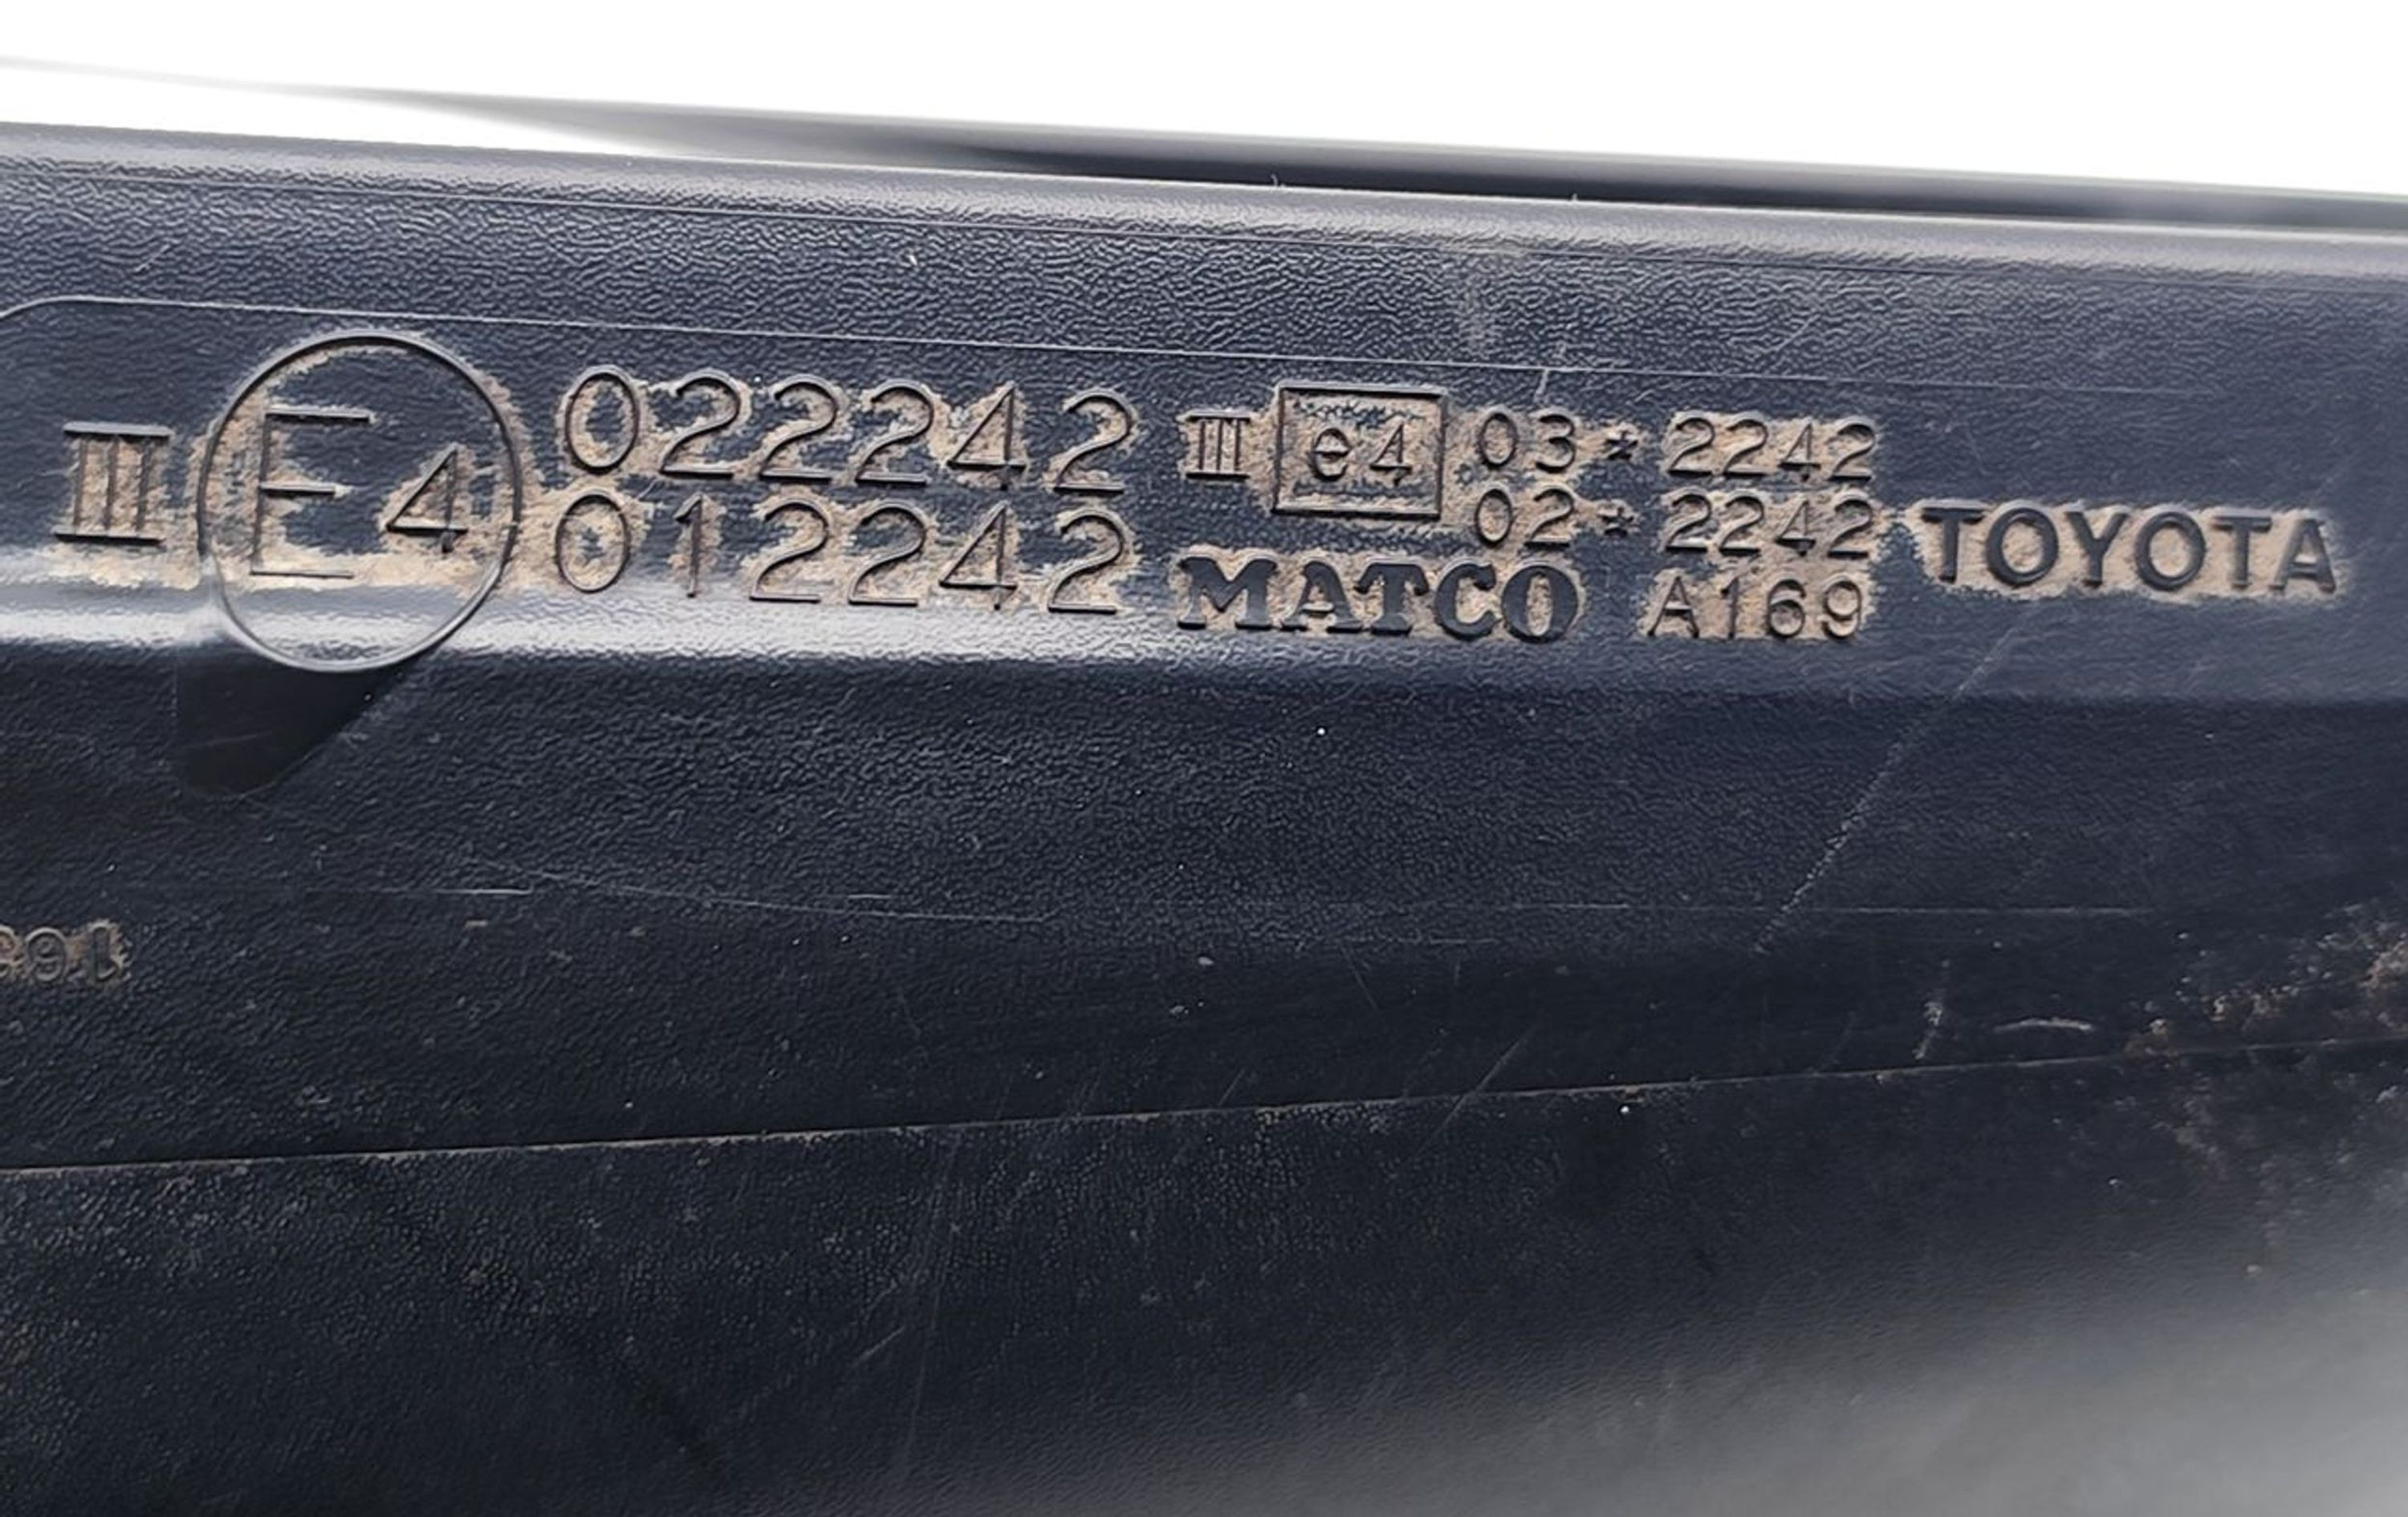 III E4 022242 III e4 03*2242
012242 02*2242 TOYOTA
MATCO A169